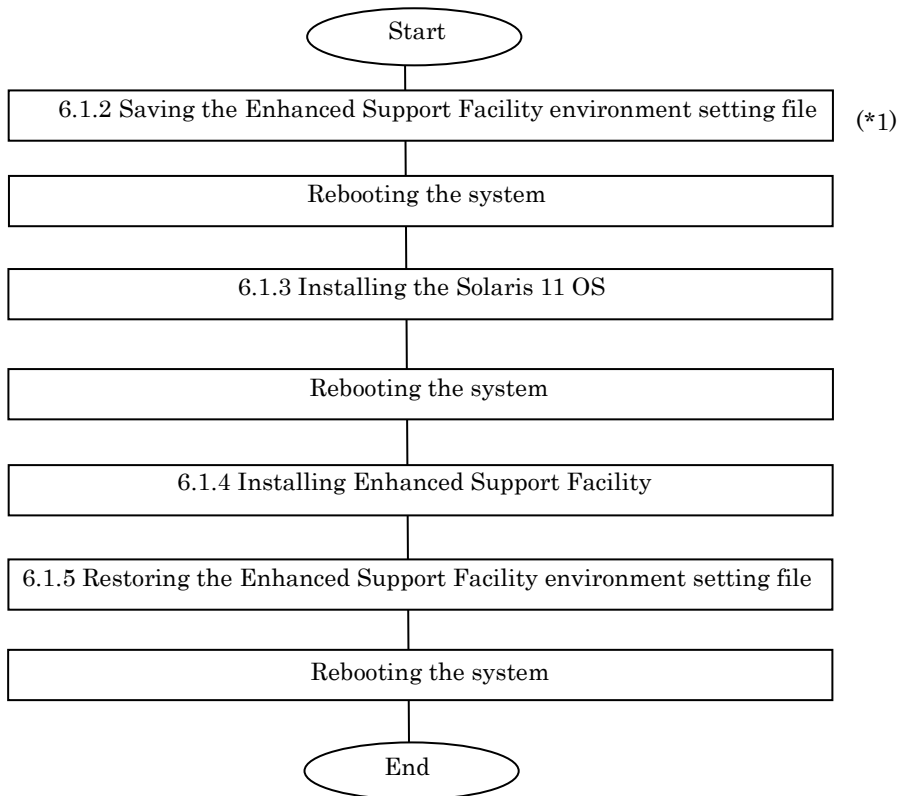 Start
6.1.2 Saving the Enhanced Support Facility environment setting file
(*1)
Rebooting the system
6.1.3 Installing the Solaris 11 OS
Rebooting the system
6.1.4 Installing Enhanced Support Facility
6.1.5 Restoring the Enhanced Support Facility environment setting file
Rebooting the system
End